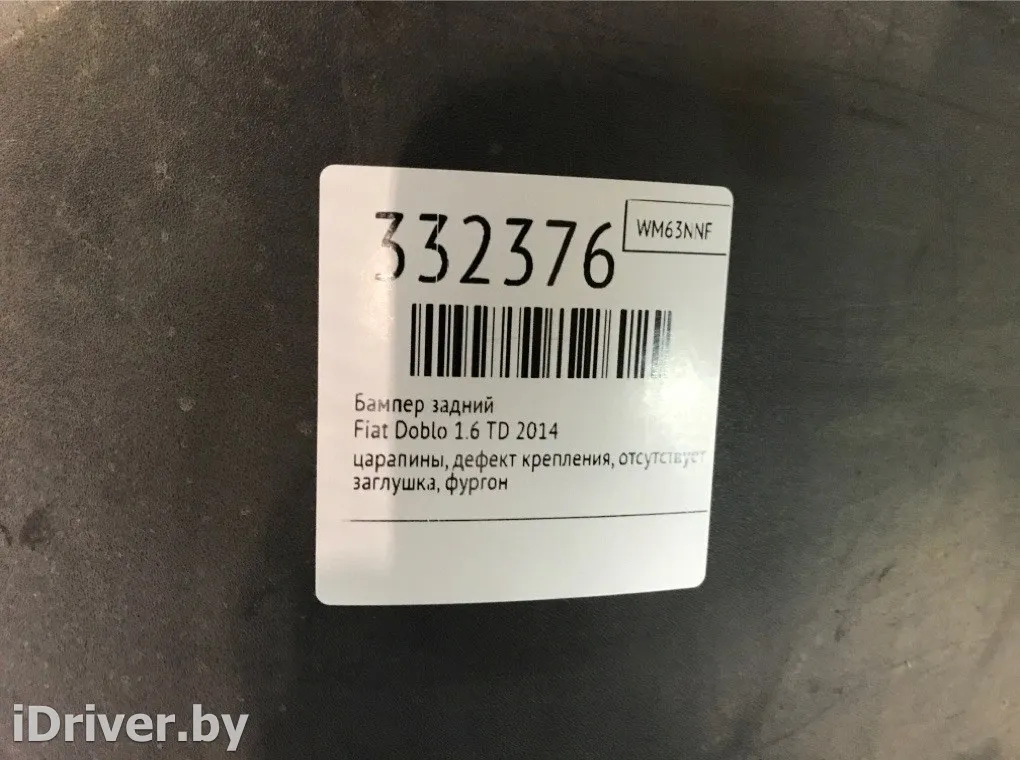 332376
WM63NNF
Бампер задний
Fiat Doblo 1.6 TD 2014
царапины, дефект крепления, отсутствует
заглушка, фургон
iDriver.by